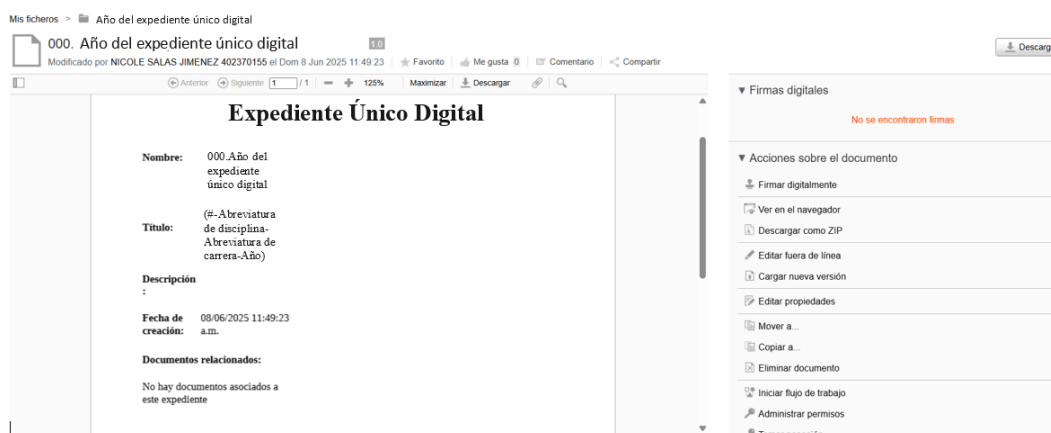 Mis ficheros > Año del expediente único digital
000. Año del expediente único digital 1.0
Modificado por NICOLE SALAS JIMENEZ 402370155 el Dom 8 Jun 2025 11:49:23 Favorito Me gusta 0 Comentario Compartir
Descarg
Anterior Siguiente 1 / 1 125% Maximizar Descargar
Expediente Único Digital
Nombre: 000.Año del
expediente
único digital
Título: (#-Abreviatura
de disciplina-
Abreviatura de
carrera-Año)
Descripción
:
Fecha de 08/06/2025 11:49:23
creación: a.m.
Documentos relacionados:
No hay documentos asociados a
este expediente
Firmas digitales
No se encontraron firmas
Acciones sobre el documento
Firmar digitalmente
Ver en el navegador
Descargar como ZIP
Editar fuera de línea
Cargar nueva versión
Editar propiedades
Mover a...
Copiar a...
Eliminar documento
Iniciar flujo de trabajo
Administrar permisos